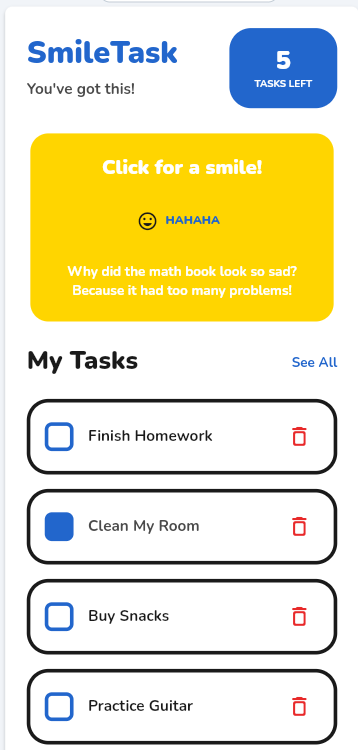 SmileTask
You've got this!
5
TASKS LEFT
Click for a smile!
HAHAHA
Why did the math book look so sad?
Because it had too many problems!
My Tasks
See All
Finish Homework
Clean My Room
Buy Snacks
Practice Guitar